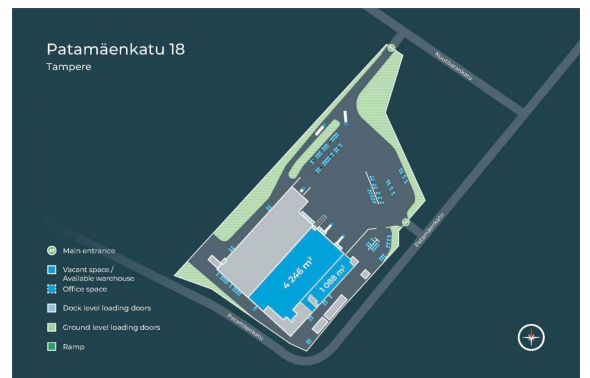 Patamäenkatu 18
Tampere
Nuutisarankatu
Patamäenkatu
4 246 m²
1 088 m²
Patamäenkatu
Main entrance
Vacant space /
Available warehouse
Office space
Dock level loading doors
Ground level loading doors
Ramp